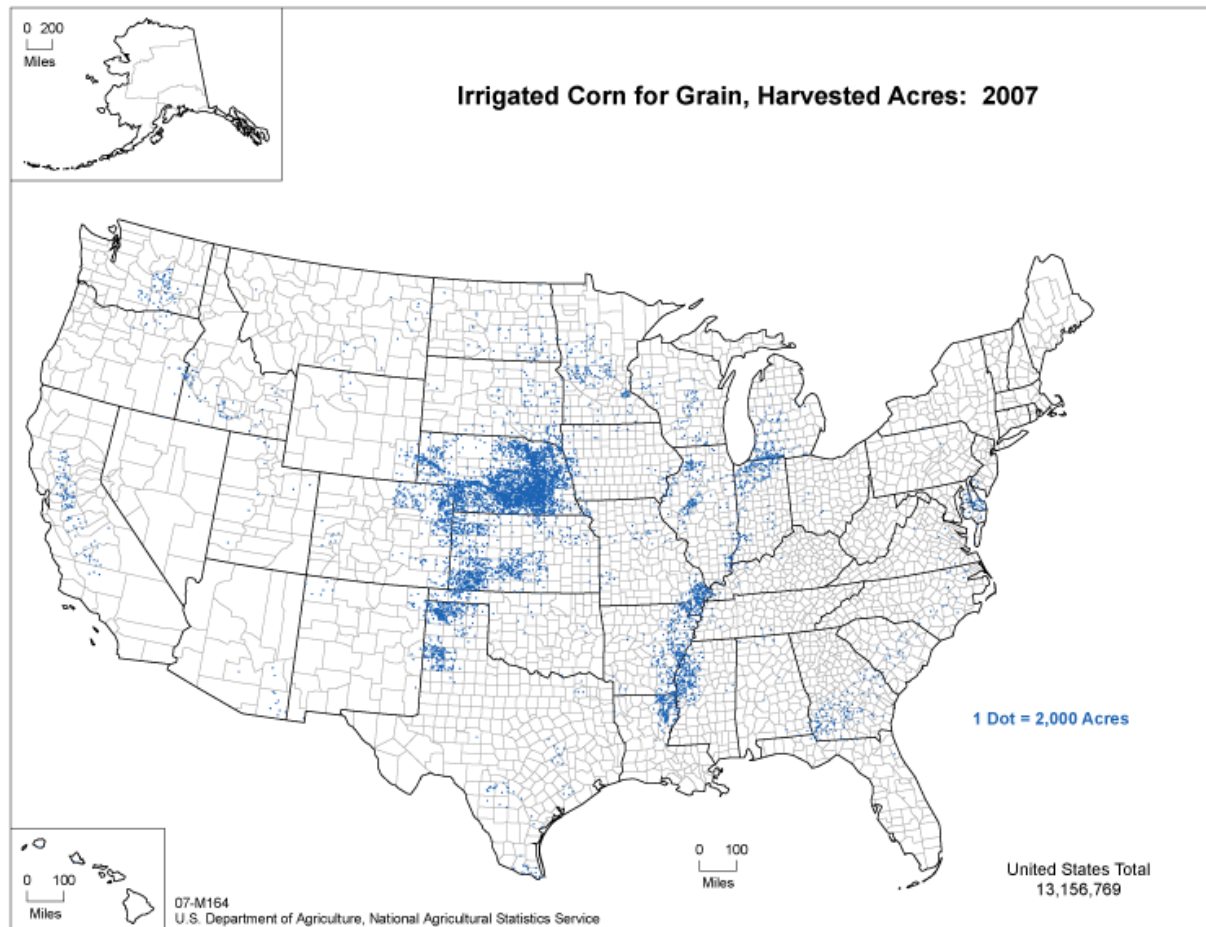 0 200
Miles
Irrigated Corn for Grain, Harvested Acres: 2007
1 Dot = 2,000 Acres
0 100
Miles
0 100
Miles
United States Total
13,156,769
07-M164
U.S. Department of Agriculture, National Agricultural Statistics Service